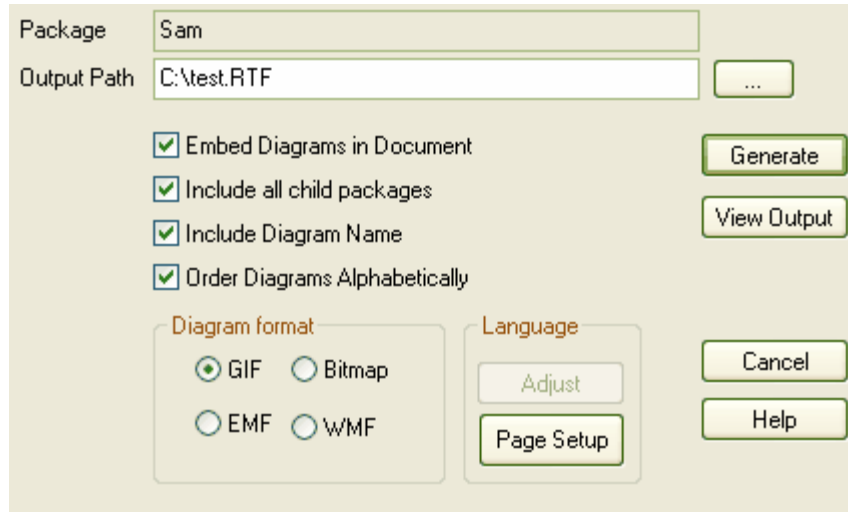 Package Sam
Output Path C:\test.RTF ...
Embed Diagrams in Document
Generate
Include all child packages
View Output
Include Diagram Name
Order Diagrams Alphabetically
Diagram format
Language
GIF Bitmap
Adjust
Cancel
EMF WMF
Page Setup
Help